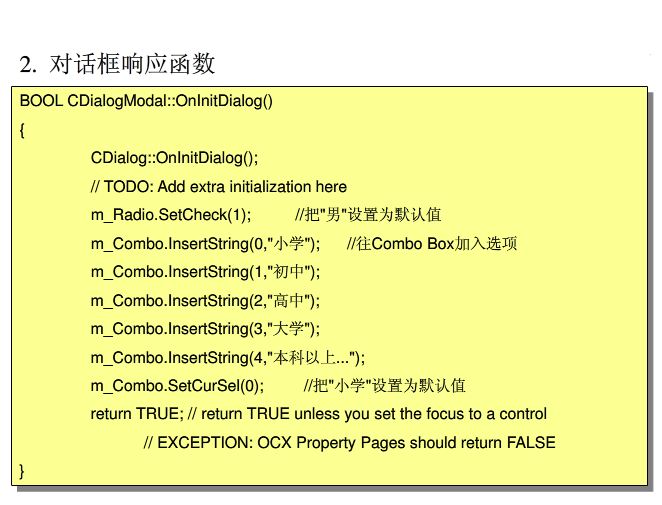 2. 对话框响应函数
BOOL CDialogModal::OnInitDialog()
{
CDialog::OnInitDialog();
// TODO: Add extra initialization here
m_Radio.SetCheck(1); //把"男"设置为默认值
m_Combo.InsertString(0,"小学"); //往Combo Box加入选项
m_Combo.InsertString(1,"初中");
m_Combo.InsertString(2,"高中");
m_Combo.InsertString(3,"大学");
m_Combo.InsertString(4,"本科以上...");
m_Combo.SetCurSel(0); //把"小学"设置为默认值
return TRUE; // return TRUE unless you set the focus to a control
// EXCEPTION: OCX Property Pages should return FALSE
}